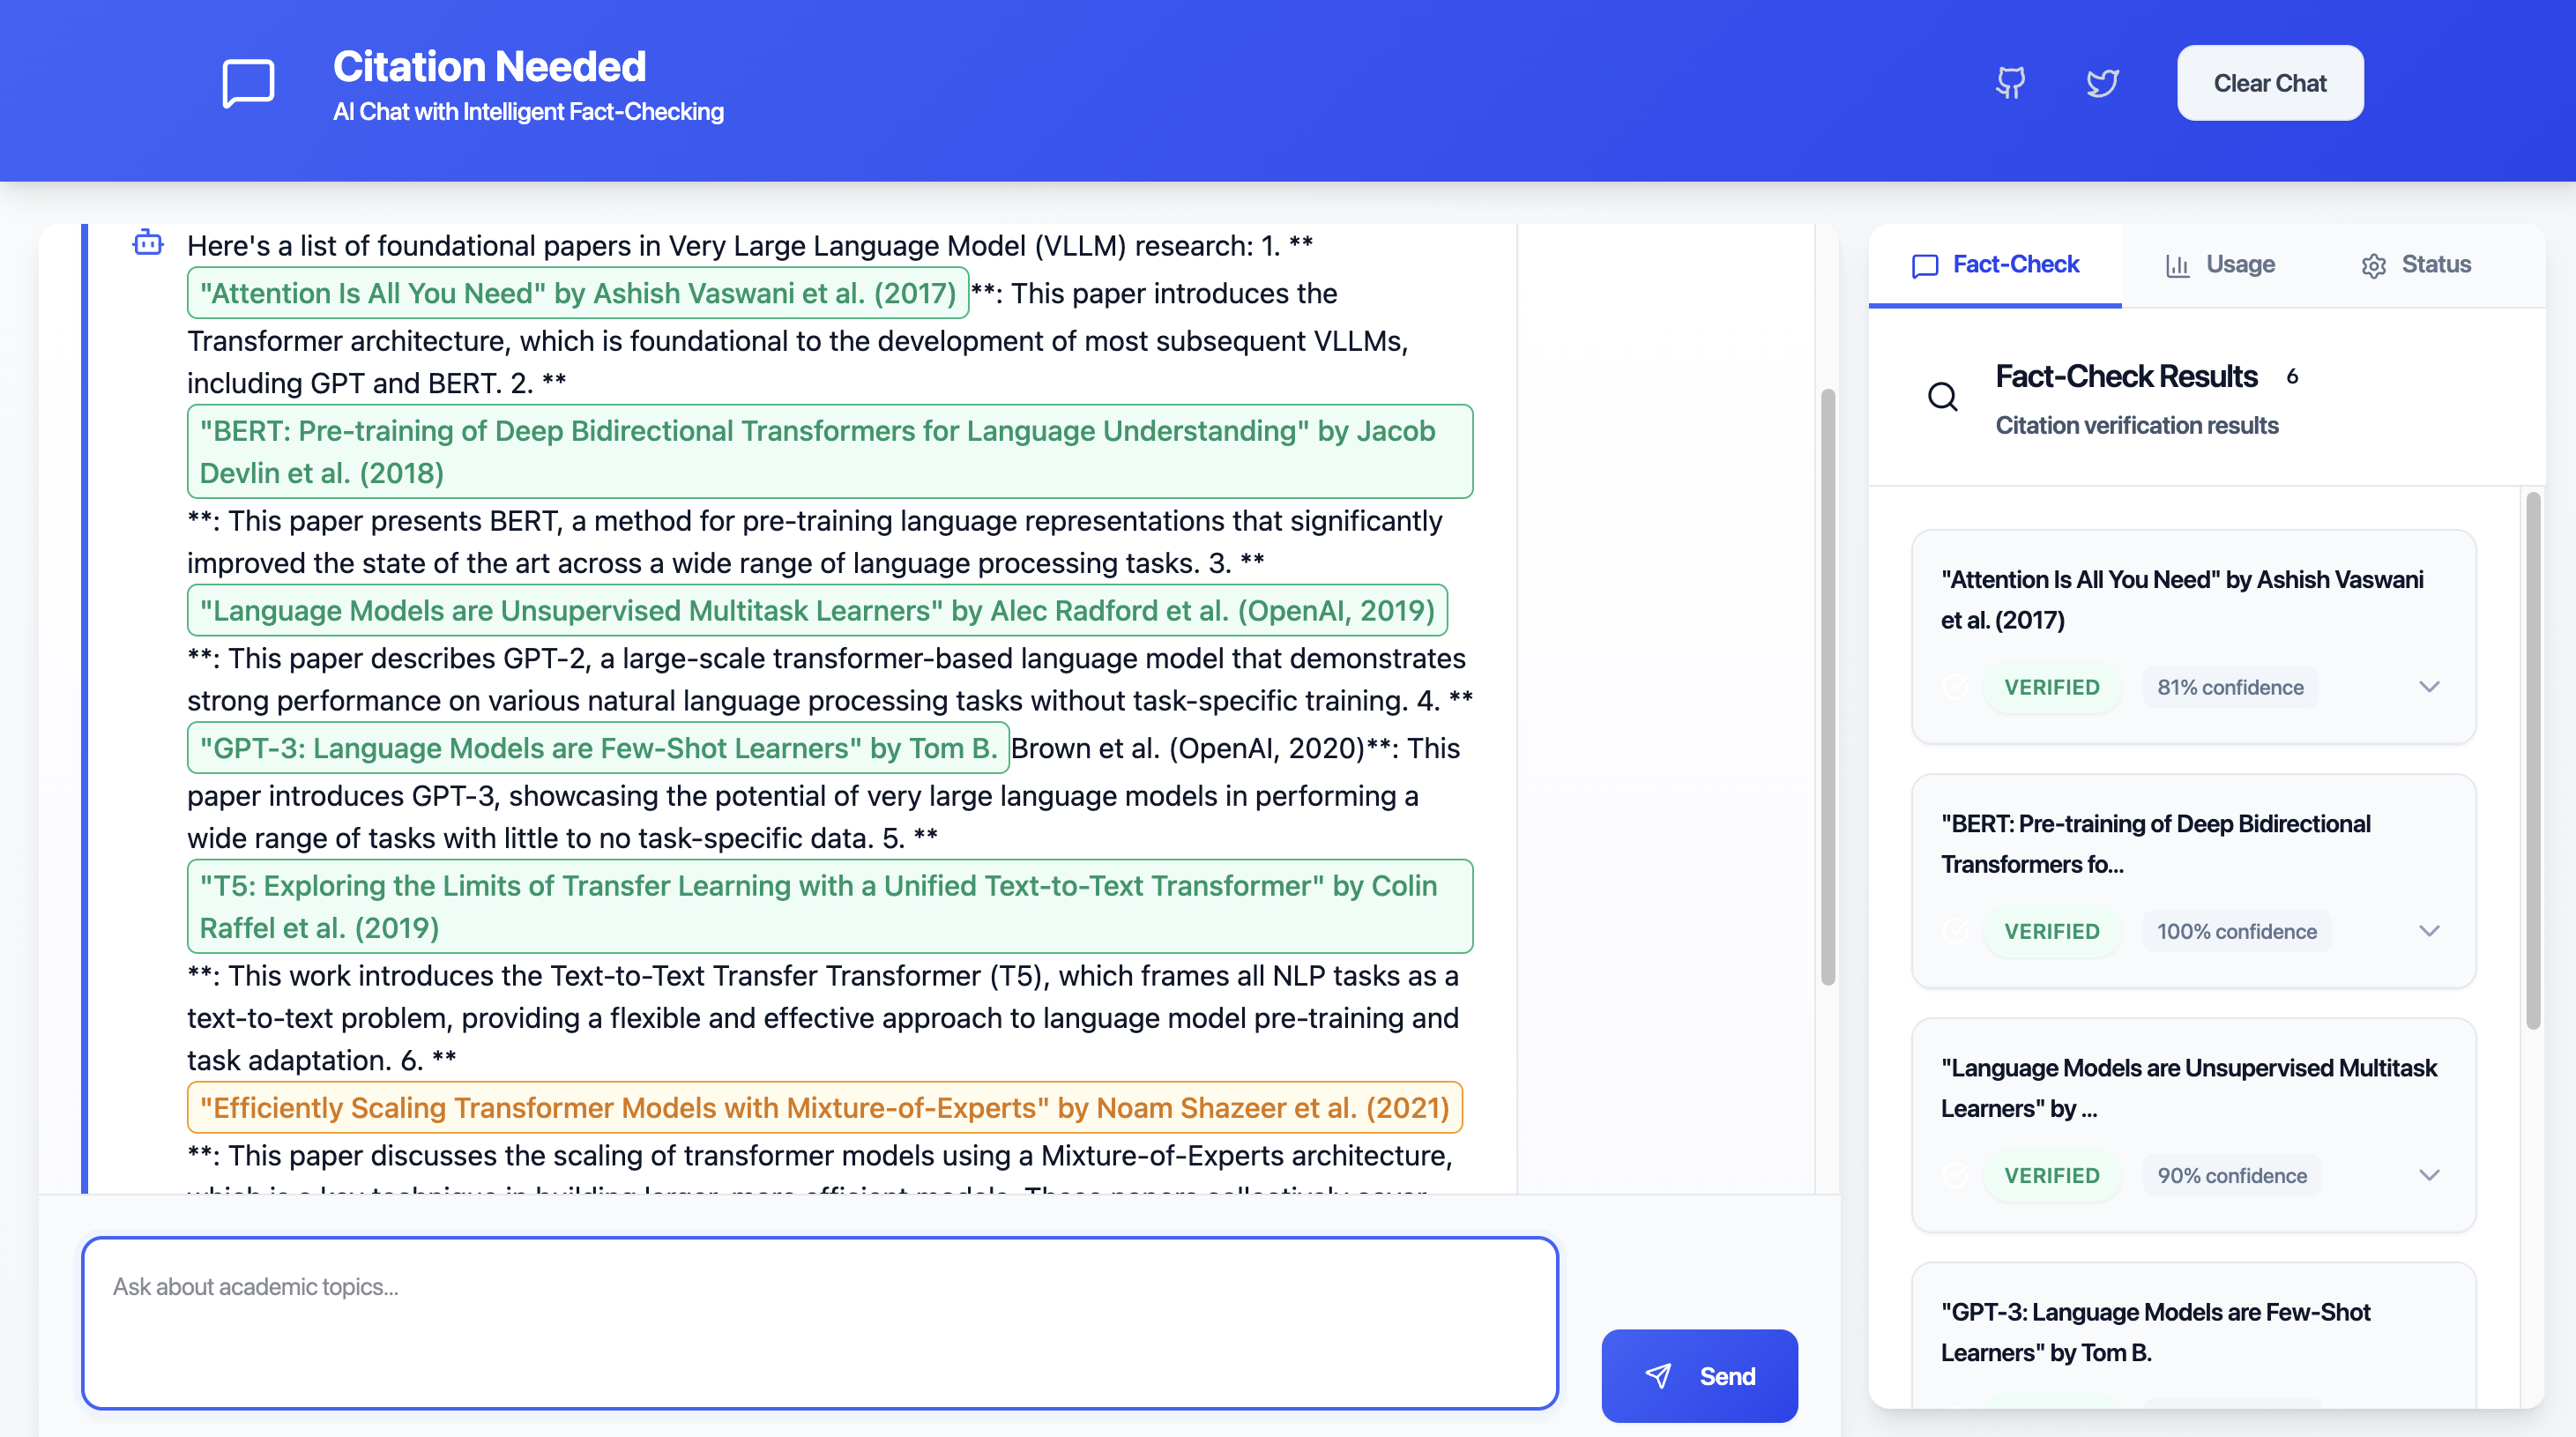 Citation Needed
AI Chat with Intelligent Fact-Checking
Clear Chat
Here's a list of foundational papers in Very Large Language Model (VLLM) research: 1. **
"Attention Is All You Need" by Ashish Vaswani et al. (2017) **: This paper introduces the
Transformer architecture, which is foundational to the development of most subsequent VLLMs,
including GPT and BERT. 2. **
"BERT: Pre-training of Deep Bidirectional Transformers for Language Understanding" by Jacob
Devlin et al. (2018)
**: This paper presents BERT, a method for pre-training language representations that significantly
improved the state of the art across a wide range of language processing tasks. 3. **
"Language Models are Unsupervised Multitask Learners" by Alec Radford et al. (OpenAI, 2019)
**: This paper describes GPT-2, a large-scale transformer-based language model that demonstrates
strong performance on various natural language processing tasks without task-specific training. 4. **
"GPT-3: Language Models are Few-Shot Learners" by Tom B. Brown et al. (OpenAI, 2020)**: This
paper introduces GPT-3, showcasing the potential of very large language models in performing a
wide range of tasks with little to no task-specific data. 5. **
"T5: Exploring the Limits of Transfer Learning with a Unified Text-to-Text Transformer" by Colin
Raffel et al. (2019)
**: This work introduces the Text-to-Text Transfer Transformer (T5), which frames all NLP tasks as a
text-to-text problem, providing a flexible and effective approach to language model pre-training and
task adaptation. 6. **
"Efficiently Scaling Transformer Models with Mixture-of-Experts" by Noam Shazeer et al. (2021)
**: This paper discusses the scaling of transformer models using a Mixture-of-Experts architecture,
which is a key technique in building larger, more efficient models. These papers collectively cover
Ask about academic topics...
Send
Fact-Check
Usage
Status
Fact-Check Results 6
Citation verification results
"Attention Is All You Need" by Ashish Vaswani
et al. (2017)
VERIFIED 81% confidence
"BERT: Pre-training of Deep Bidirectional
Transformers fo...
VERIFIED 100% confidence
"Language Models are Unsupervised Multitask
Learners" by ...
VERIFIED 90% confidence
"GPT-3: Language Models are Few-Shot
Learners" by Tom B.